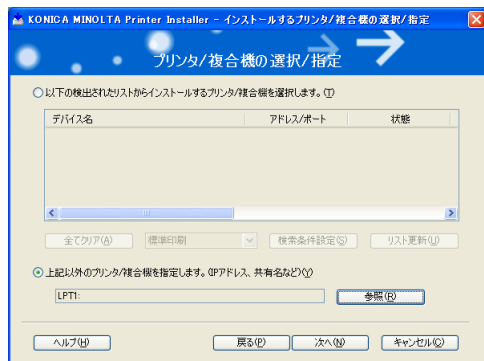 KONICA MINOLTA Printer Installer - インストールするプリンタ/複合機の選択/指定
プリンタ/複合機の選択/指定
以下の検出されたリストからインストールするプリンタ/複合機を選択します。(T)
デバイス名 アドレス/ポート 状態
全てクリア(A) 標準印刷 検索条件設定(S) リスト更新(U)
上記以外のプリンタ/複合機を指定します。(IPアドレス、共有名など)(Y)
LPT1: 参照(R)
ヘルプ(H) 戻る(P) 次へ(N) キャンセル(C)